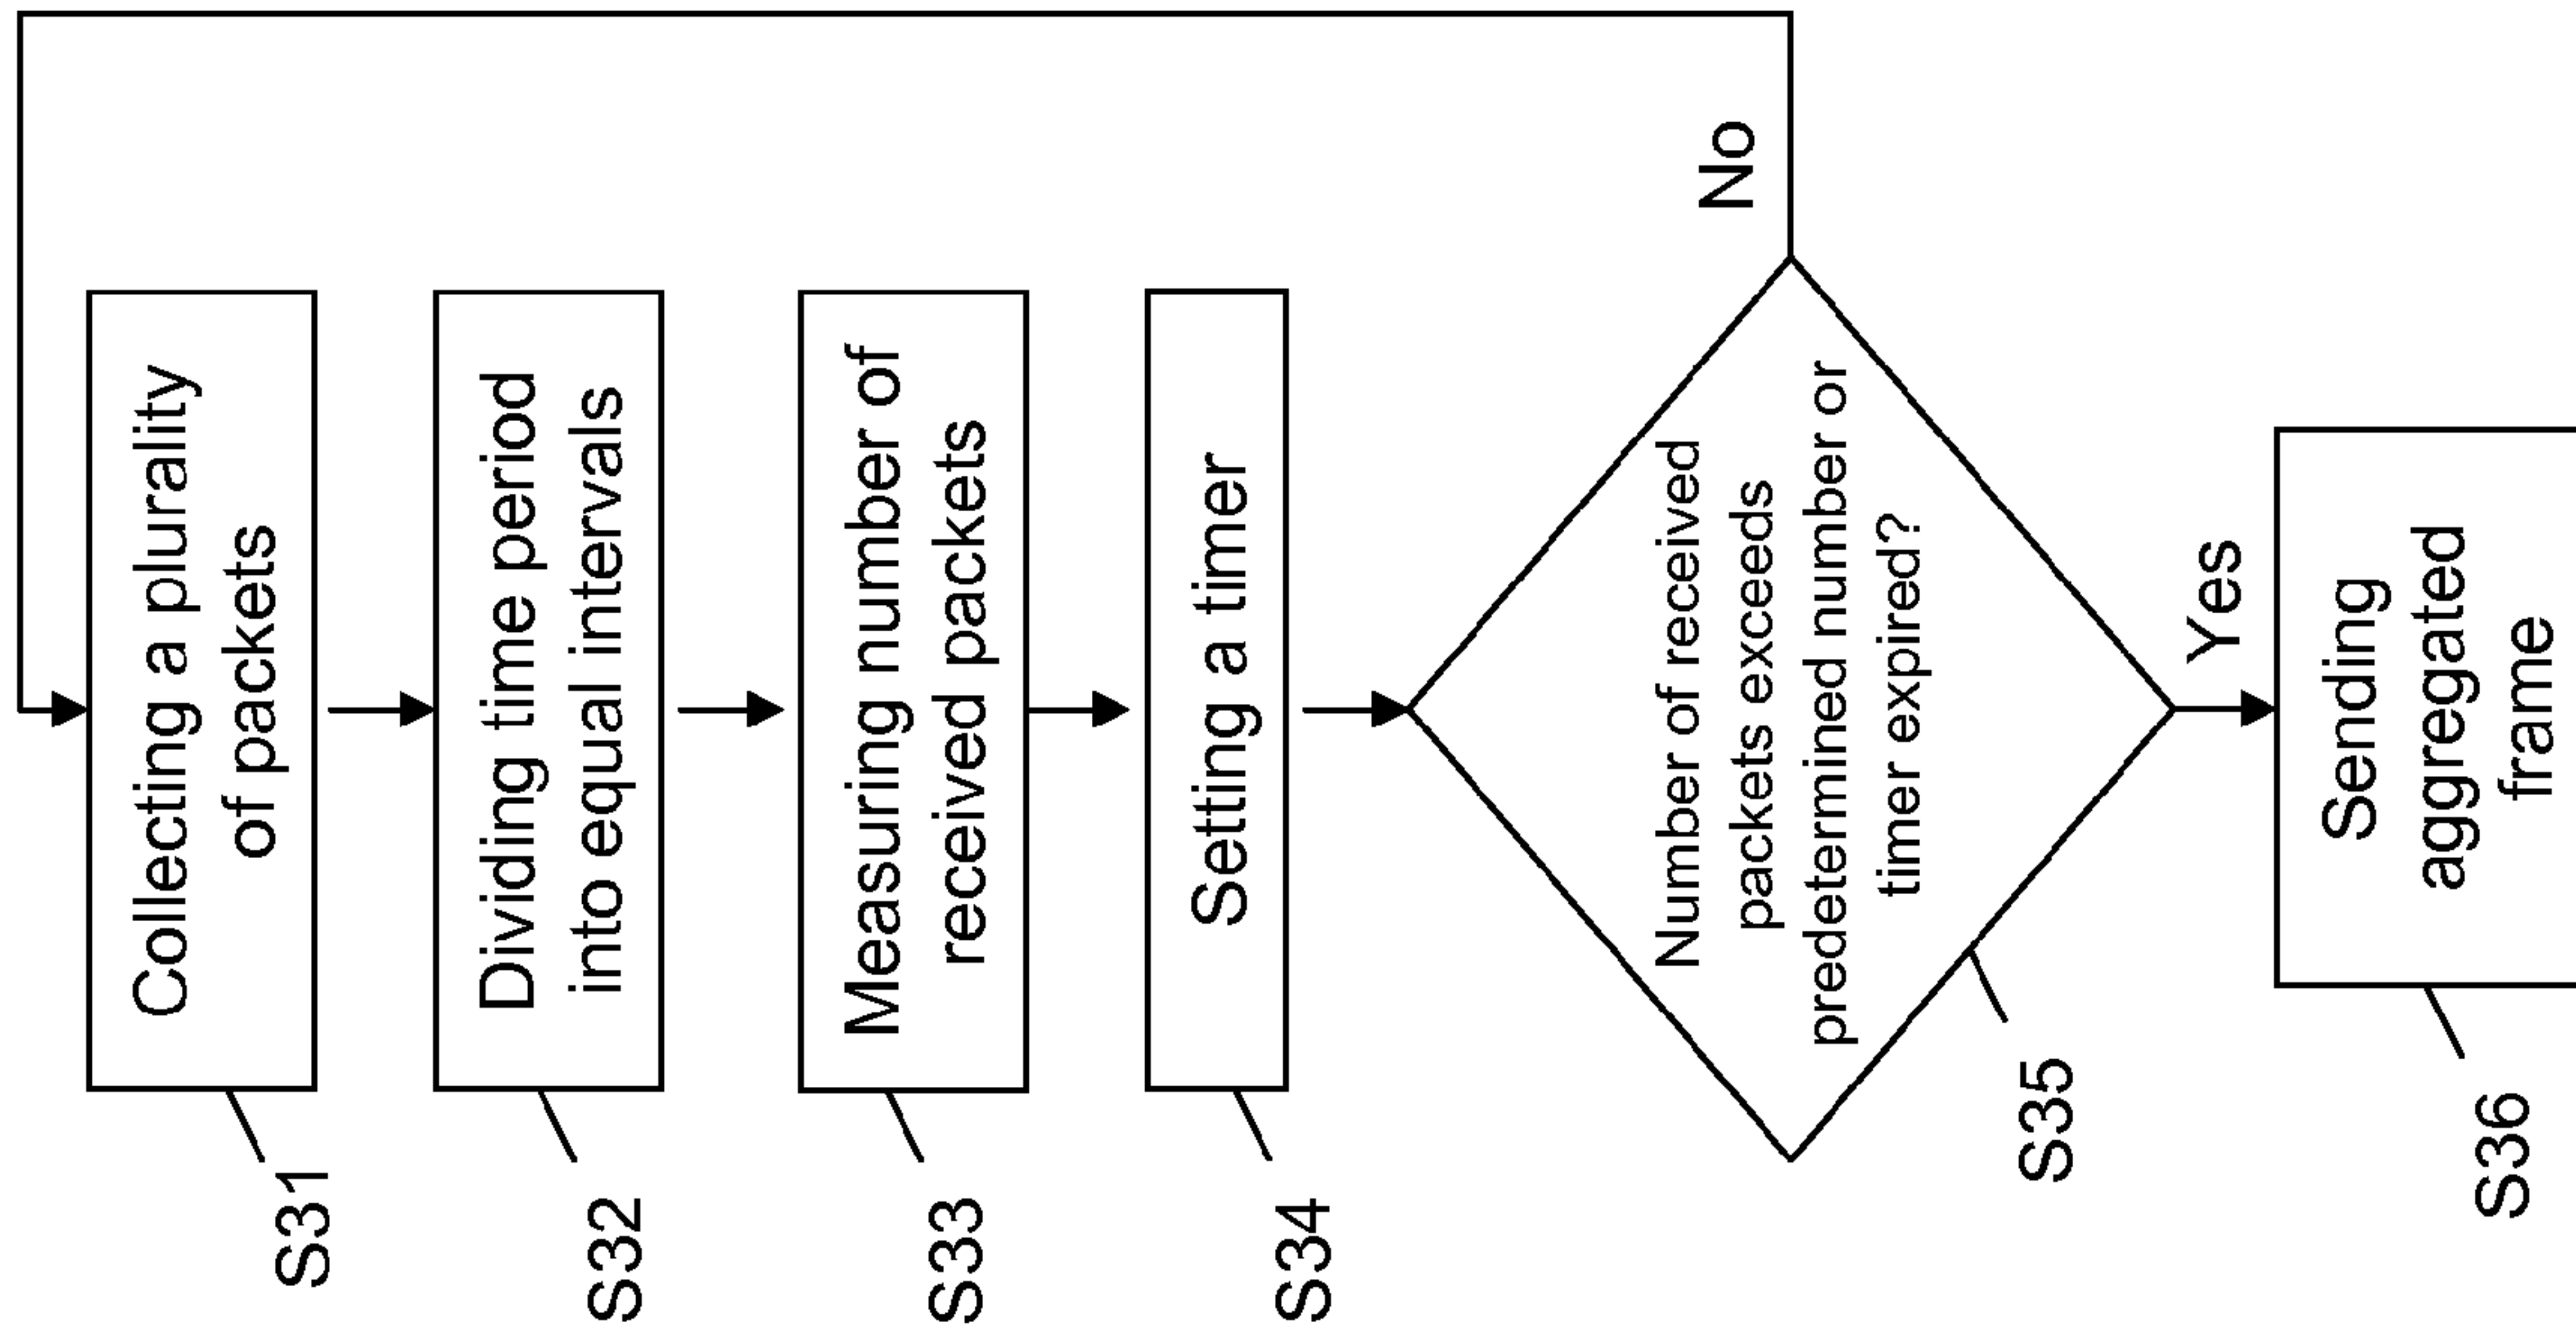 Collecting a plurality
of packets
S31
Dividing time period
into equal intervals
S32
Measuring number of
received packets
S33
Setting a timer
S34
Number of received
packets exceeds
predetermined number or
timer expired?
S35
No
Yes
Sending
aggregated
frame
S36